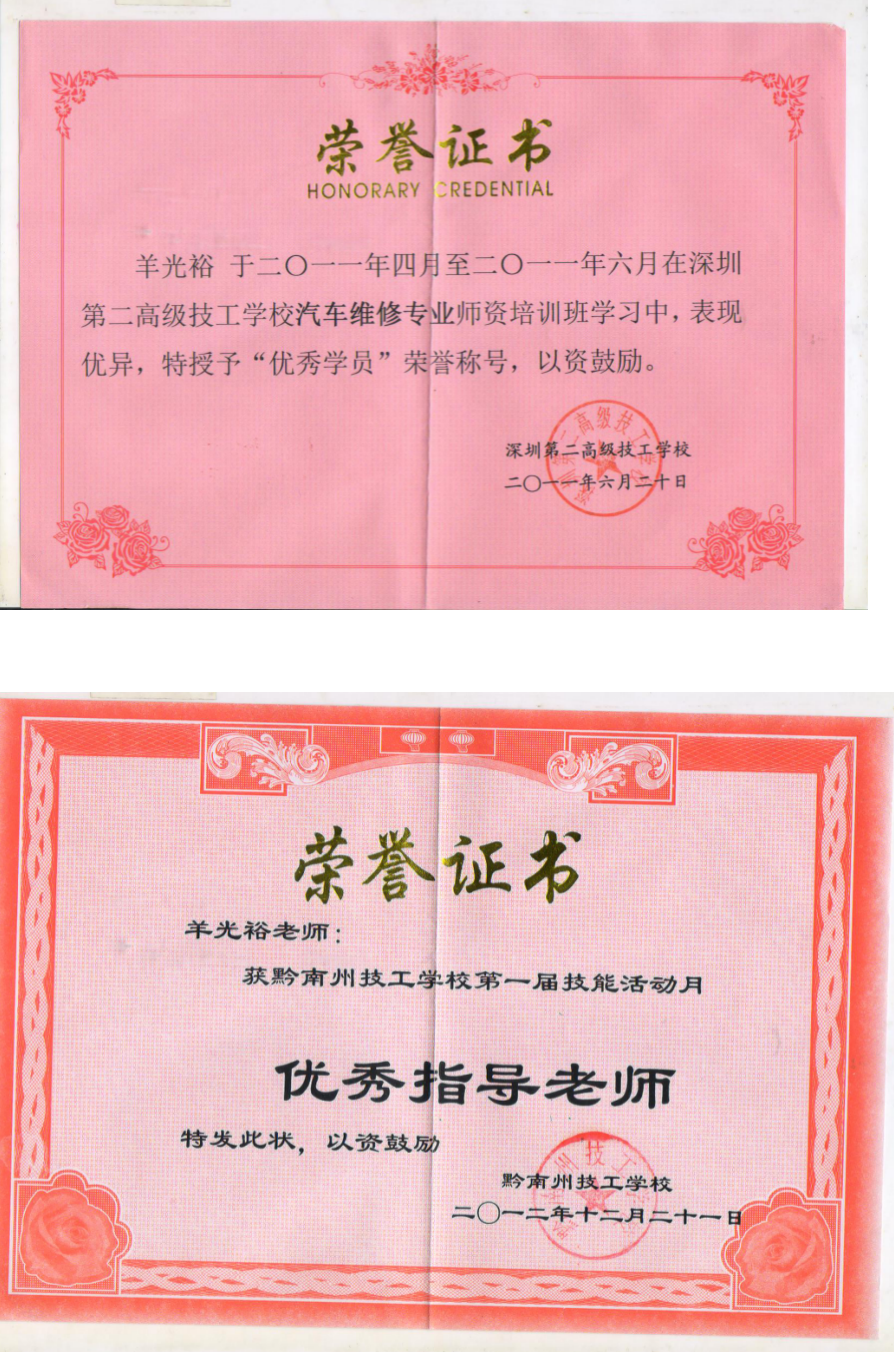 荣誉证书
HONORARY CREDENTIAL
羊光裕 于二〇一一年四月至二〇一一年六月在深圳
第二高级技工学校汽车维修专业师资培训班学习中，表现
优异，特授予“优秀学员”荣誉称号，以资鼓励。
深圳第二高级技工学校
二〇一一年六月二十日
荣誉证书
羊光裕老师：
获黔南州技工学校第一届技能活动月
优秀指导老师
特发此状，以资鼓励
黔南州技工学校
二〇一二年十二月二十一日